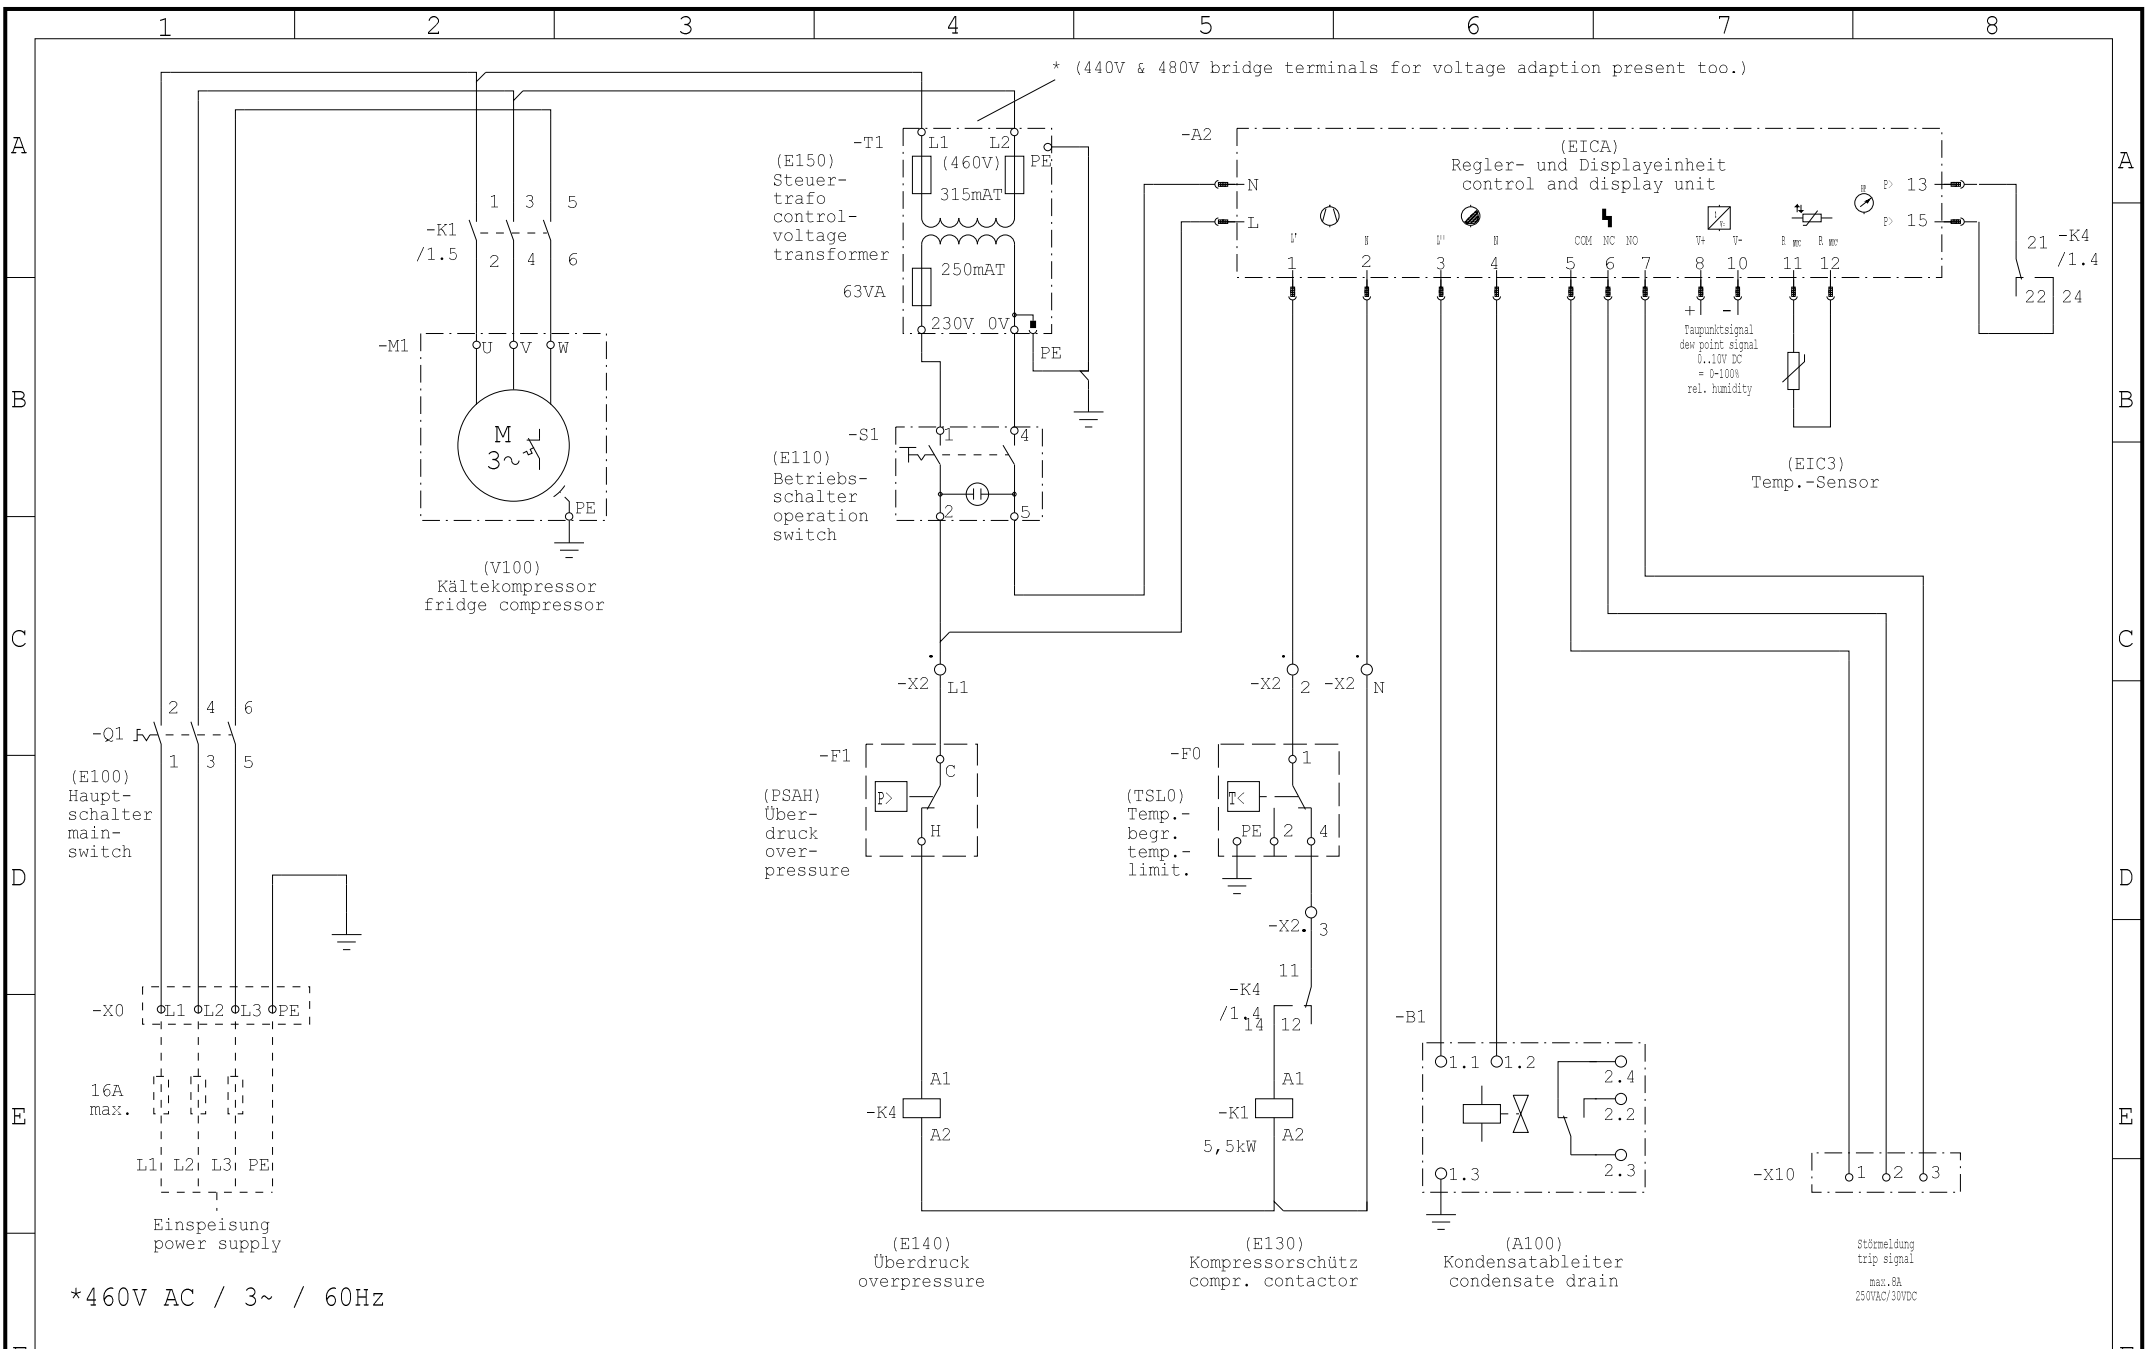 1 2 3 4 5 6 7 8
* (440V & 480V bridge terminals for voltage adaption present too.)
A
A
B
B
C
C
D
D
E
E
-T1
L1
L2
(460V)
PE
315mAT
250mAT
63VA
230V 0V
PE
(E150)
Steuer-
trafo
control-
voltage
transformer
-A2
(EICA)
Regler- und Displayeinheit
control and display unit
N
L
P> 13
P> 15
L' N L'' N COM NC NO V+ V- R R
1 2 3 4 5 6 7 8 10 11 12
21 -K4
/1.4
22 24
+ -
Taupunktsignal
dew point signal
0..10V DC
= 0-100%
rel. humidity
(EIC3)
Temp.-Sensor
1 3 5
-K1
/1.5
2 4 6
-M1
U V W
M
3~
PE
(V100)
Kältekompressor
fridge compressor
-S1
1 4
2 5
(E110)
Betriebs-
schalter
operation
switch
-X2 L1
-X2 2
-X2 N
2 4 6
-Q1
1 3 5
(E100)
Haupt-
schalter
main-
switch
-F1
C
P>
H
(PSAH)
Über-
druck
over-
pressure
-F0
1
T<
PE 2 4
(TSL0)
Temp.-
begr.
temp.-
limit.
-X2. 3
11
-K4
/1.4
14 12
-X0 L1 L2 L3 PE
16A
max.
L1 L2 L3 PE
Einspeisung
power supply
*460V AC / 3~ / 60Hz
A1
-K4
A2
(E140)
Überdruck
overpressure
A1
-K1
A2
5,5kW
(E130)
Kompressorschütz
compr. contactor
-B1
1.1 1.2
2.4
2.2
2.3
1.3
(A100)
Kondensatableiter
condensate drain
-X10 1 2 3
Störmeldung
trip signal
max.8A
250VAC/30VDC